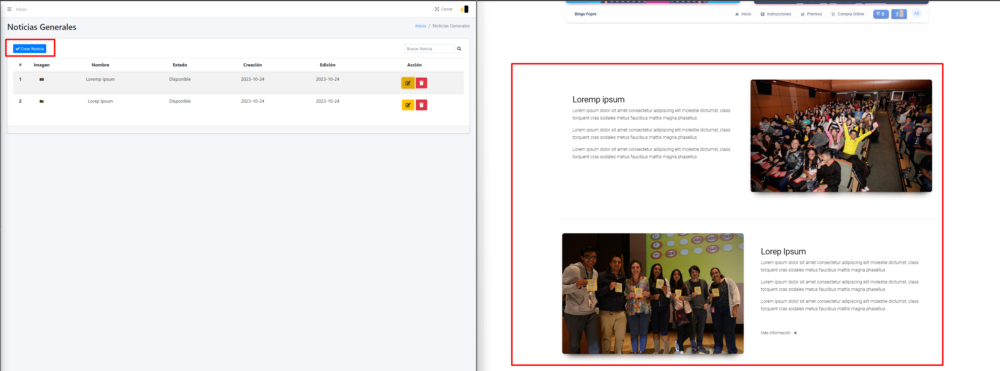 Inicio
Cerrar
Noticias Generales
Inicio / Noticias Generales
Crear Noticia
Buscar Noticia
# Imagen Nombre Estado Creación Edición Acción
1 Loremp ipsum Disponible 2023-10-24 2023-10-24
2 Lorep Ipsum Disponible 2023-10-24 2023-10-24
Bingo Fopre
Inicio
Instrucciones
Premios
Compra Online
0
AB
Loremp ipsum
Lorem ipsum dolor sit amet consectetur adipiscing elit molestie dictumst, class
torquent cras sodales metus faucibus mattis magna phasellus
Lorem ipsum dolor sit amet consectetur adipiscing elit molestie dictumst, class
torquent cras sodales metus faucibus mattis magna phasellus
Lorem ipsum dolor sit amet consectetur adipiscing elit molestie dictumst, class
torquent cras sodales metus faucibus mattis magna phasellus
P 48 49 50
r 64
e 61
Lorep Ipsum
Lorem ipsum dolor sit amet consectetur adipiscing elit molestie dictumst, class
torquent cras sodales metus faucibus mattis magna phasellus
Lorem ipsum dolor sit amet consectetur adipiscing elit molestie dictumst, class
torquent cras sodales metus faucibus mattis magna phasellus
Lorem ipsum dolor sit amet consectetur adipiscing elit molestie dictumst, class
torquent cras sodales metus faucibus mattis magna phasellus
Más información.